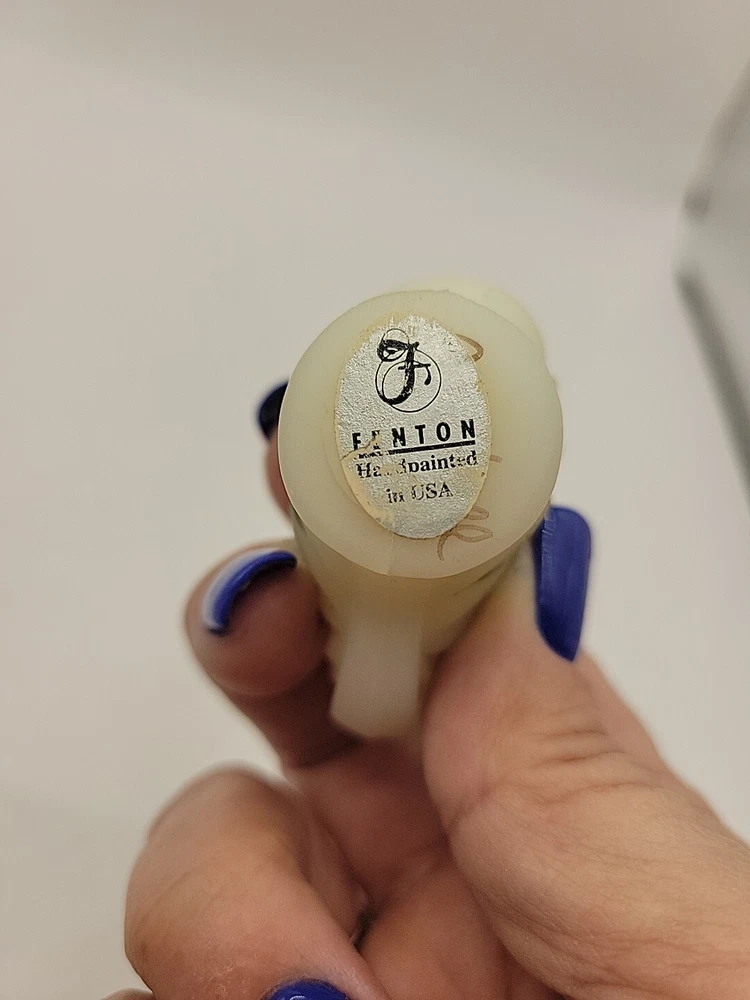 F
FENTON
Handpainted
in USA